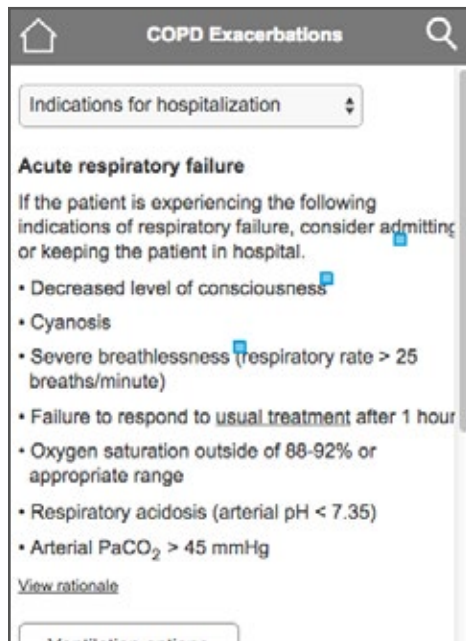 COPD Exacerbations
Indications for hospitalization
Acute respiratory failure
If the patient is experiencing the following
indications of respiratory failure, consider admitting
or keeping the patient in hospital.
• Decreased level of consciousness
• Cyanosis
• Severe breathlessness (respiratory rate > 25
breaths/minute)
• Failure to respond to usual treatment after 1 hour
• Oxygen saturation outside of 88-92% or
appropriate range
• Respiratory acidosis (arterial pH < 7.35)
• Arterial PaCO₂ > 45 mmHg
View rationale
Ventilation options